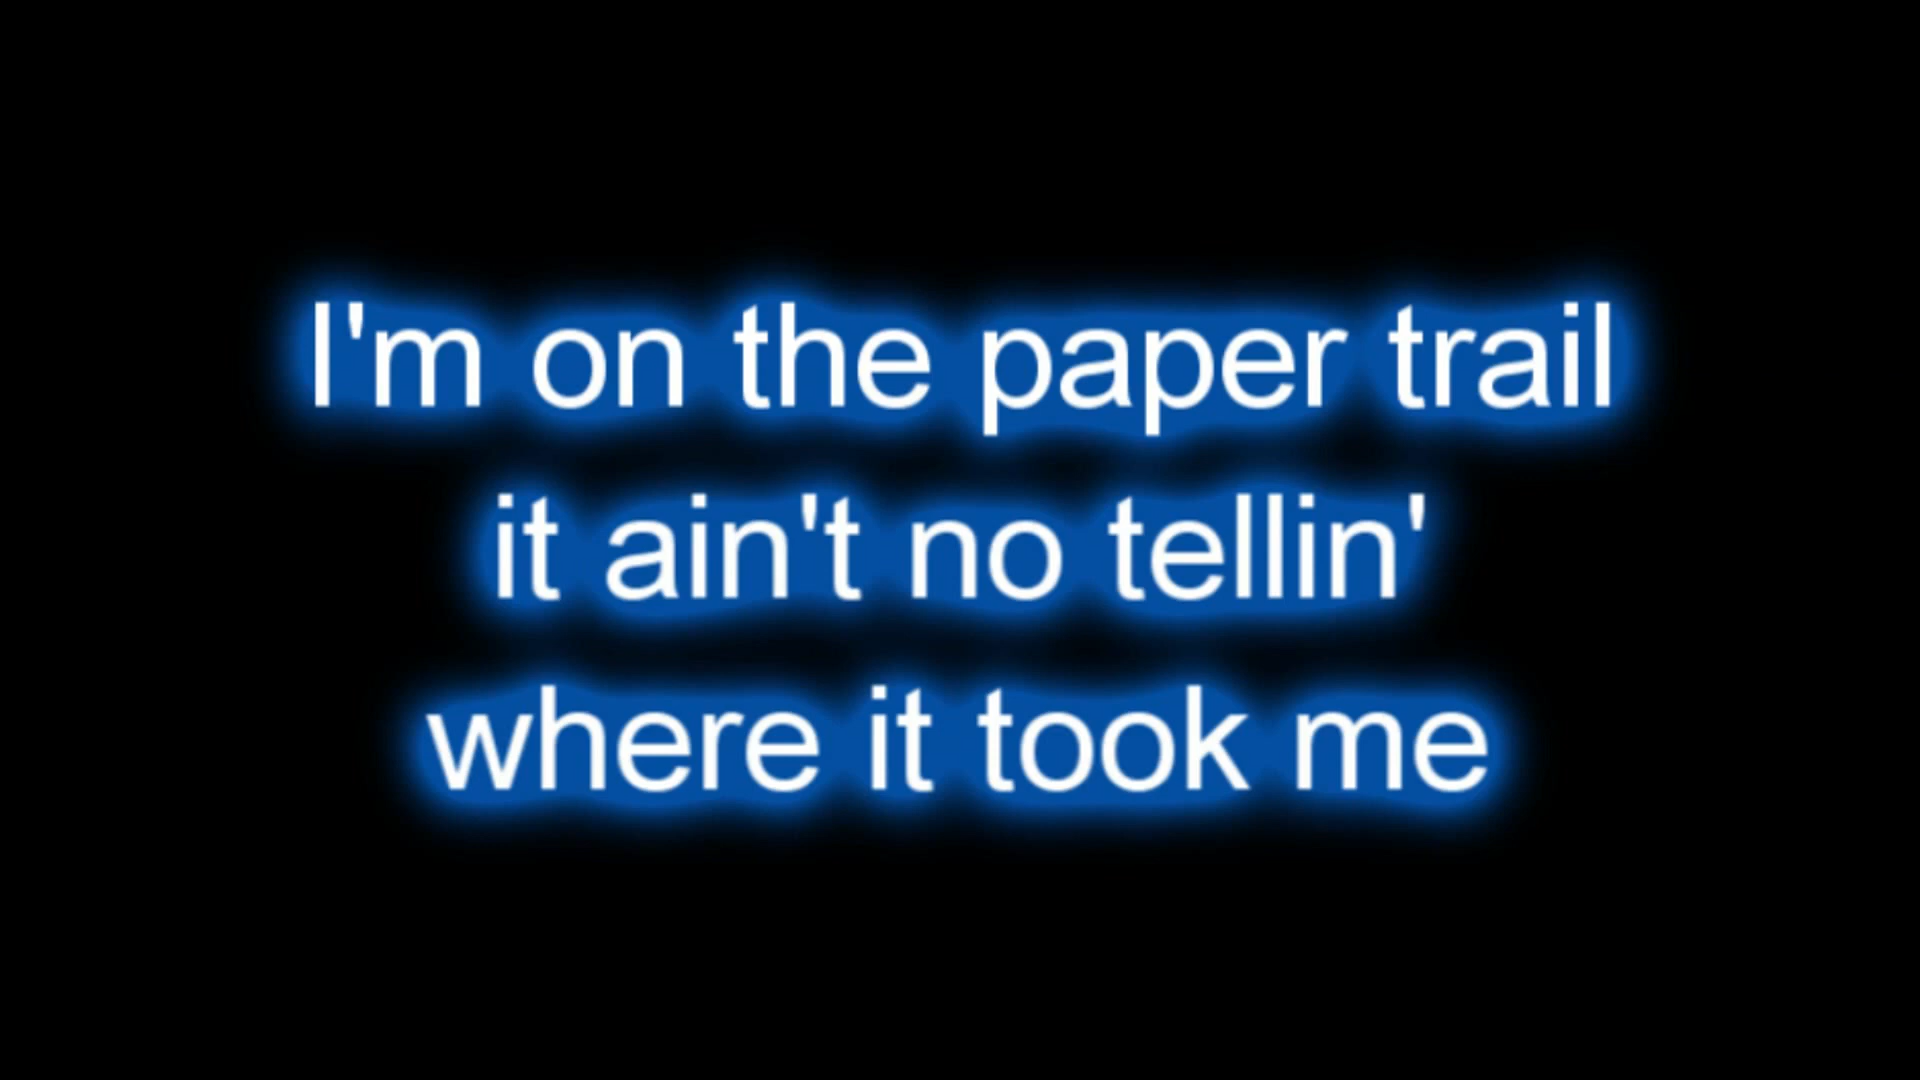 I'm on the paper trail
it ain't no tellin'
where it took me